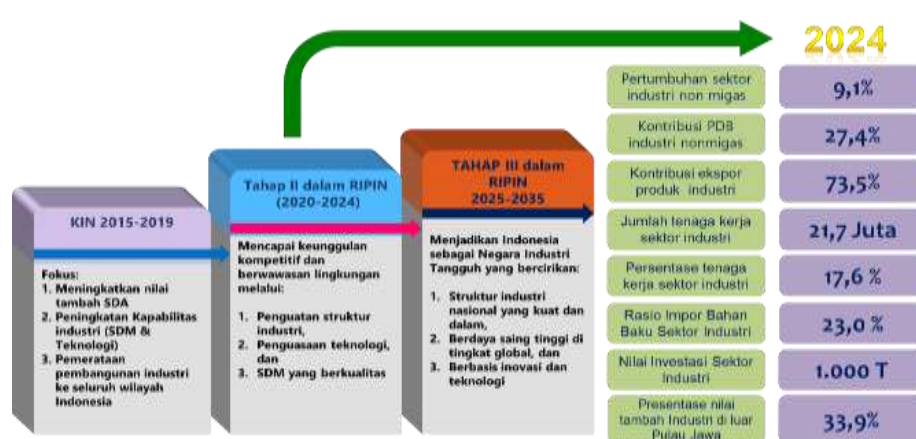 2024
KIN 2015-2019
Fokus:
1. Meningkatkan nilai
tambah SDA
2. Peningkatan Kapabilitas
industri (SDM &
Teknologi)
3. Pemerataan
pembangunan industri
ke seluruh wilayah
Indonesia
Tahap II dalam RIPIN
(2020-2024)
Mencapai keunggulan
kompetitif dan
berwawasan lingkungan
melalui:
1. Penguatan struktur
industri,
2. Penguasaan teknologi,
dan
3. SDM yang berkualitas
TAHAP III dalam
RIPIN
2025-2035
Menjadikan Indonesia
sebagai Negara Industri
Tangguh yang bercirikan:
1. Struktur industri
nasional yang kuat dan
dalam,
2. Berdaya saing tinggi di
tingkat global, dan
3. Berbasis inovasi dan
teknologi
Pertumbuhan sektor
industri non migas
9,1%
Kontribusi PDB
industri nonmigas
27,4%
Kontribusi ekspor
produk industri
73,5%
Jumlah tenaga kerja
sektor industri
21,7 Juta
Persentase tenaga
kerja sektor industri
17,6 %
Rasio Impor Bahan
Baku Sektor Industri
23,0 %
Nilai Investasi Sektor
Industri
1.000 T
Presentase nilai
tambah Industri di luar
Pulau Jawa
33,9%